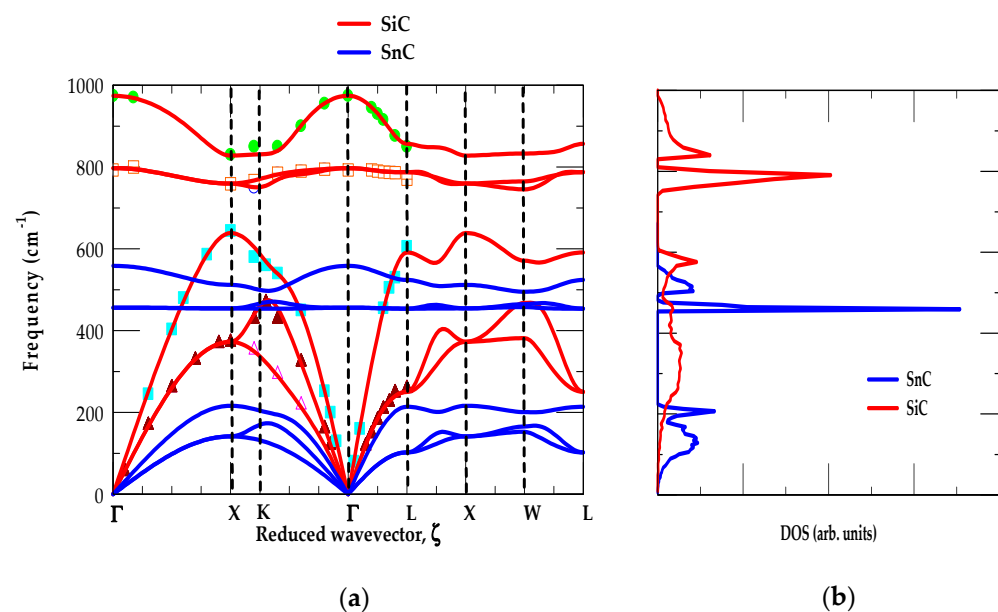 SiC
SnC
1000
800
600
400
200
0
Frequency (cm⁻¹)
Γ X K Γ L X W L
Reduced wavevector, ζ
SnC
SiC
DOS (arb. units)
(a) (b)